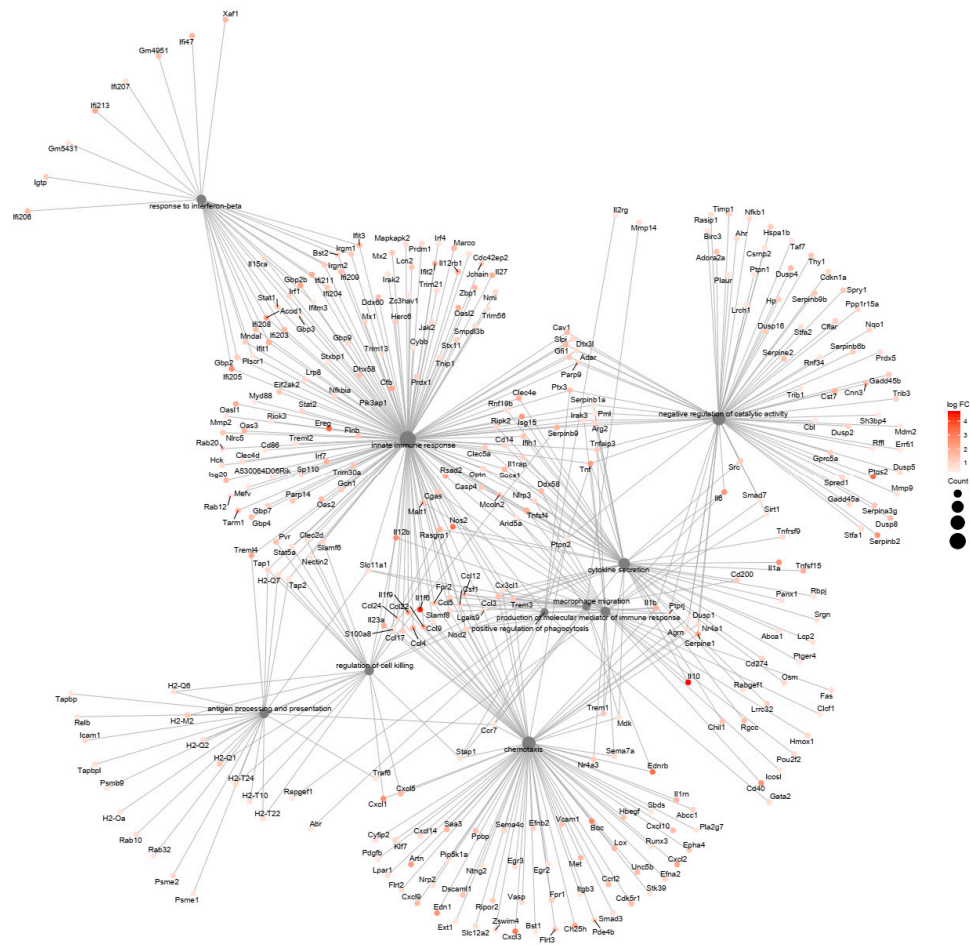 Xaf1
Ifi47
Gm4951
Ifi207
Ifi213
Gm5431
Igtp
Ifi206
response to interferon-beta
Il2rg
Mmp14
Timp1
Nfkb1
Rasip1
Birc3
Ahr
Hspa1b
Adora2a
Csrnp2
Taf7
Plaur
Ptpn1
Thy1
Dusp4
Cdkn1a
Lrch1
Hp
Serpinb9b
Spry1
Dusp16
Stfa2
Ppp1r15a
Cflar
Nqo1
Serpine2
Serpinb6b
Rnf34
Prdx5
Trib1
Gadd45b
Cst7
Cnn3
Trib3
negative regulation of catalytic activity
Cbl
Sh3bp4
Dusp2
Mdm2
Rffl
Errfi1
Gprc5a
Src
Spred1
Ptgs2
Dusp5
Il6
Smad7
Gadd45a
Mmp9
Serpina3g
Sirt1
Dusp8
Stfa1
Serpinb2
Tnfrsf9
log FC
4
3
2
1
Count
Ifit3
Mapkapk2
Irf4
Bst2
Irgm1
Mx2
Prdm1
Marco
Il15ra
Irgm2
Lcn2
Il12rb1
Cdc42ep2
Gbp2b
Ifi211
Ifi209
Irak2
Ifit2
Jchain
Il27
Stat1
Irf1
Ifi204
Ddx60
Zc3hav1
Trim21
Zbp1
Acod1
Ifitm3
Mx1
Herc6
Oasl2
Nmi
Ifi208
Gbp3
Jak2
Smpdl3b
Trim56
Mndal
Ifi203
Gbp9
Trim13
Cybb
Stx11
Ifit1
Stxbp1
Tnip1
Gbp2
Plscr1
Lrp8
Dhx58
Cfb
Prdx1
Ifi205
Eif2ak2
Nfkbia
Myd88
Stat2
Pik3ap1
Oasl1
Riok3
Ereg
Flnb
Mmp2
Oas3
innate immune response
Rab20
Nlrc5
Cd86
Treml2
Hck
Cleo4d
Irf7
Isg20
A530064D06Rik
Sp110
Trim30a
Gch1
Mefv
Parp14
Rab12
Gbp7
Oas2
Tarm1
Gbp4
Cav1
Slpi
Dtx3l
Gfi1
Adar
Parp9
Ptx3
Clec4e
Serpinb1a
Rnf19b
Isg15
Irak3
Pml
Ripk2
Arg2
Cd14
Ifih1
Serpinb9
Tnfaip3
Clec5a
Il1rap
Tnf
Rsad2
Optn
Socs1
Casp4
Nlrp3
Ddx58
Cgas
Mcoln2
Tnfsf4
Malt1
Nos2
Arid5a
Il12b
Rasgrp1
Ptpn2
Pvr
Clec2d
Treml4
Stat5a
Slamf6
Tap1
Nectin2
H2-Q7
Tap2
Slc11a1
cytokine secretion
Il1a
Tnfsf15
Cd200
Panx1
Rbpj
Srgn
Ccl12
Il1f9
Il1f6
Fpr2
Csf1
Cx3cl1
Ccl24
Ccl22
Ccl5
Ccl3
Trem3
Il23a
Slamf8
Lgals9
S100a8
Ccl9
Ccl17
Ccl4
Nod2
macrophage migration
Il1b
Ptprj
production of molecular mediator of immune response
Dusp1
positive regulation of phagocytosis
Agrn
Nr4a1
Serpine1
Abca1
Lcp2
Ptger4
regulation of cell killing
Cd274
Osm
Il10
Rabgef1
Fas
Lrrc32
Clcf1
H2-Q6
Tapbp
antigen processing and presentation
Relb
H2-M2
Icam1
H2-Q2
Tapbpl
H2-Q1
Psmb9
H2-T24
H2-T10
Rapgef1
H2-Oa
H2-T22
Rab10
Abr
Rab32
Psme2
Psme1
Trem1
Mdk
Ccr7
chemotaxis
Stap1
Sema7a
Chil1
Rgcc
Hmox1
Nr4a3
Ednrb
Pou2f2
Traf6
Icosl
Cd40
Gata2
Cxcl5
Cxcl1
Il1rn
Sbds
Abcc1
Hbegf
Pla2g7
Cyfip2
Cxcl14
Saa3
Ppbp
Sema4c
Efnb2
Vcam1
Boc
Cxcl10
Epha4
Pdgfb
Klf7
Lox
Runx3
Lpar1
Artn
Pip5k1a
Egr3
Cxcl2
Flrt2
Nrp2
Ntng2
Egr2
Met
Unc5b
Efna2
Cxcl9
Dscaml1
Ccrl2
Stk39
Edn1
Ripor2
Vasp
Fpr1
Itgb3
Cdk5r1
Ext1
Zswim4
Smad3
Slc12a2
Cxcl3
Bst1
Ch25h
Pde4b
Flrt3